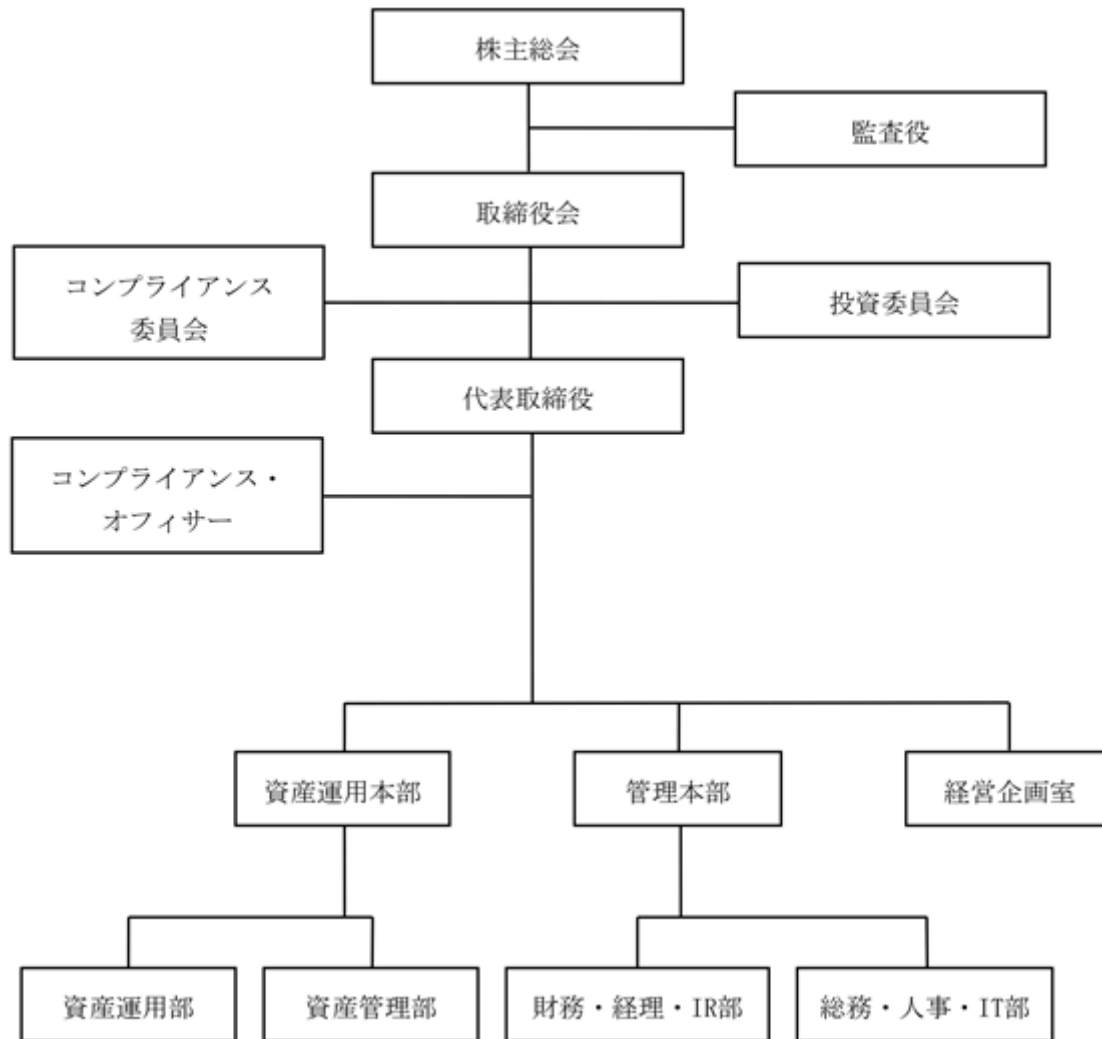 株主総会
監査役
取締役会
コンプライアンス
委員会
投資委員会
代表取締役
コンプライアンス・
オフィサー
資産運用本部
管理本部
経営企画室
資産運用部
資産管理部
財務・経理・IR部
総務・人事・IT部